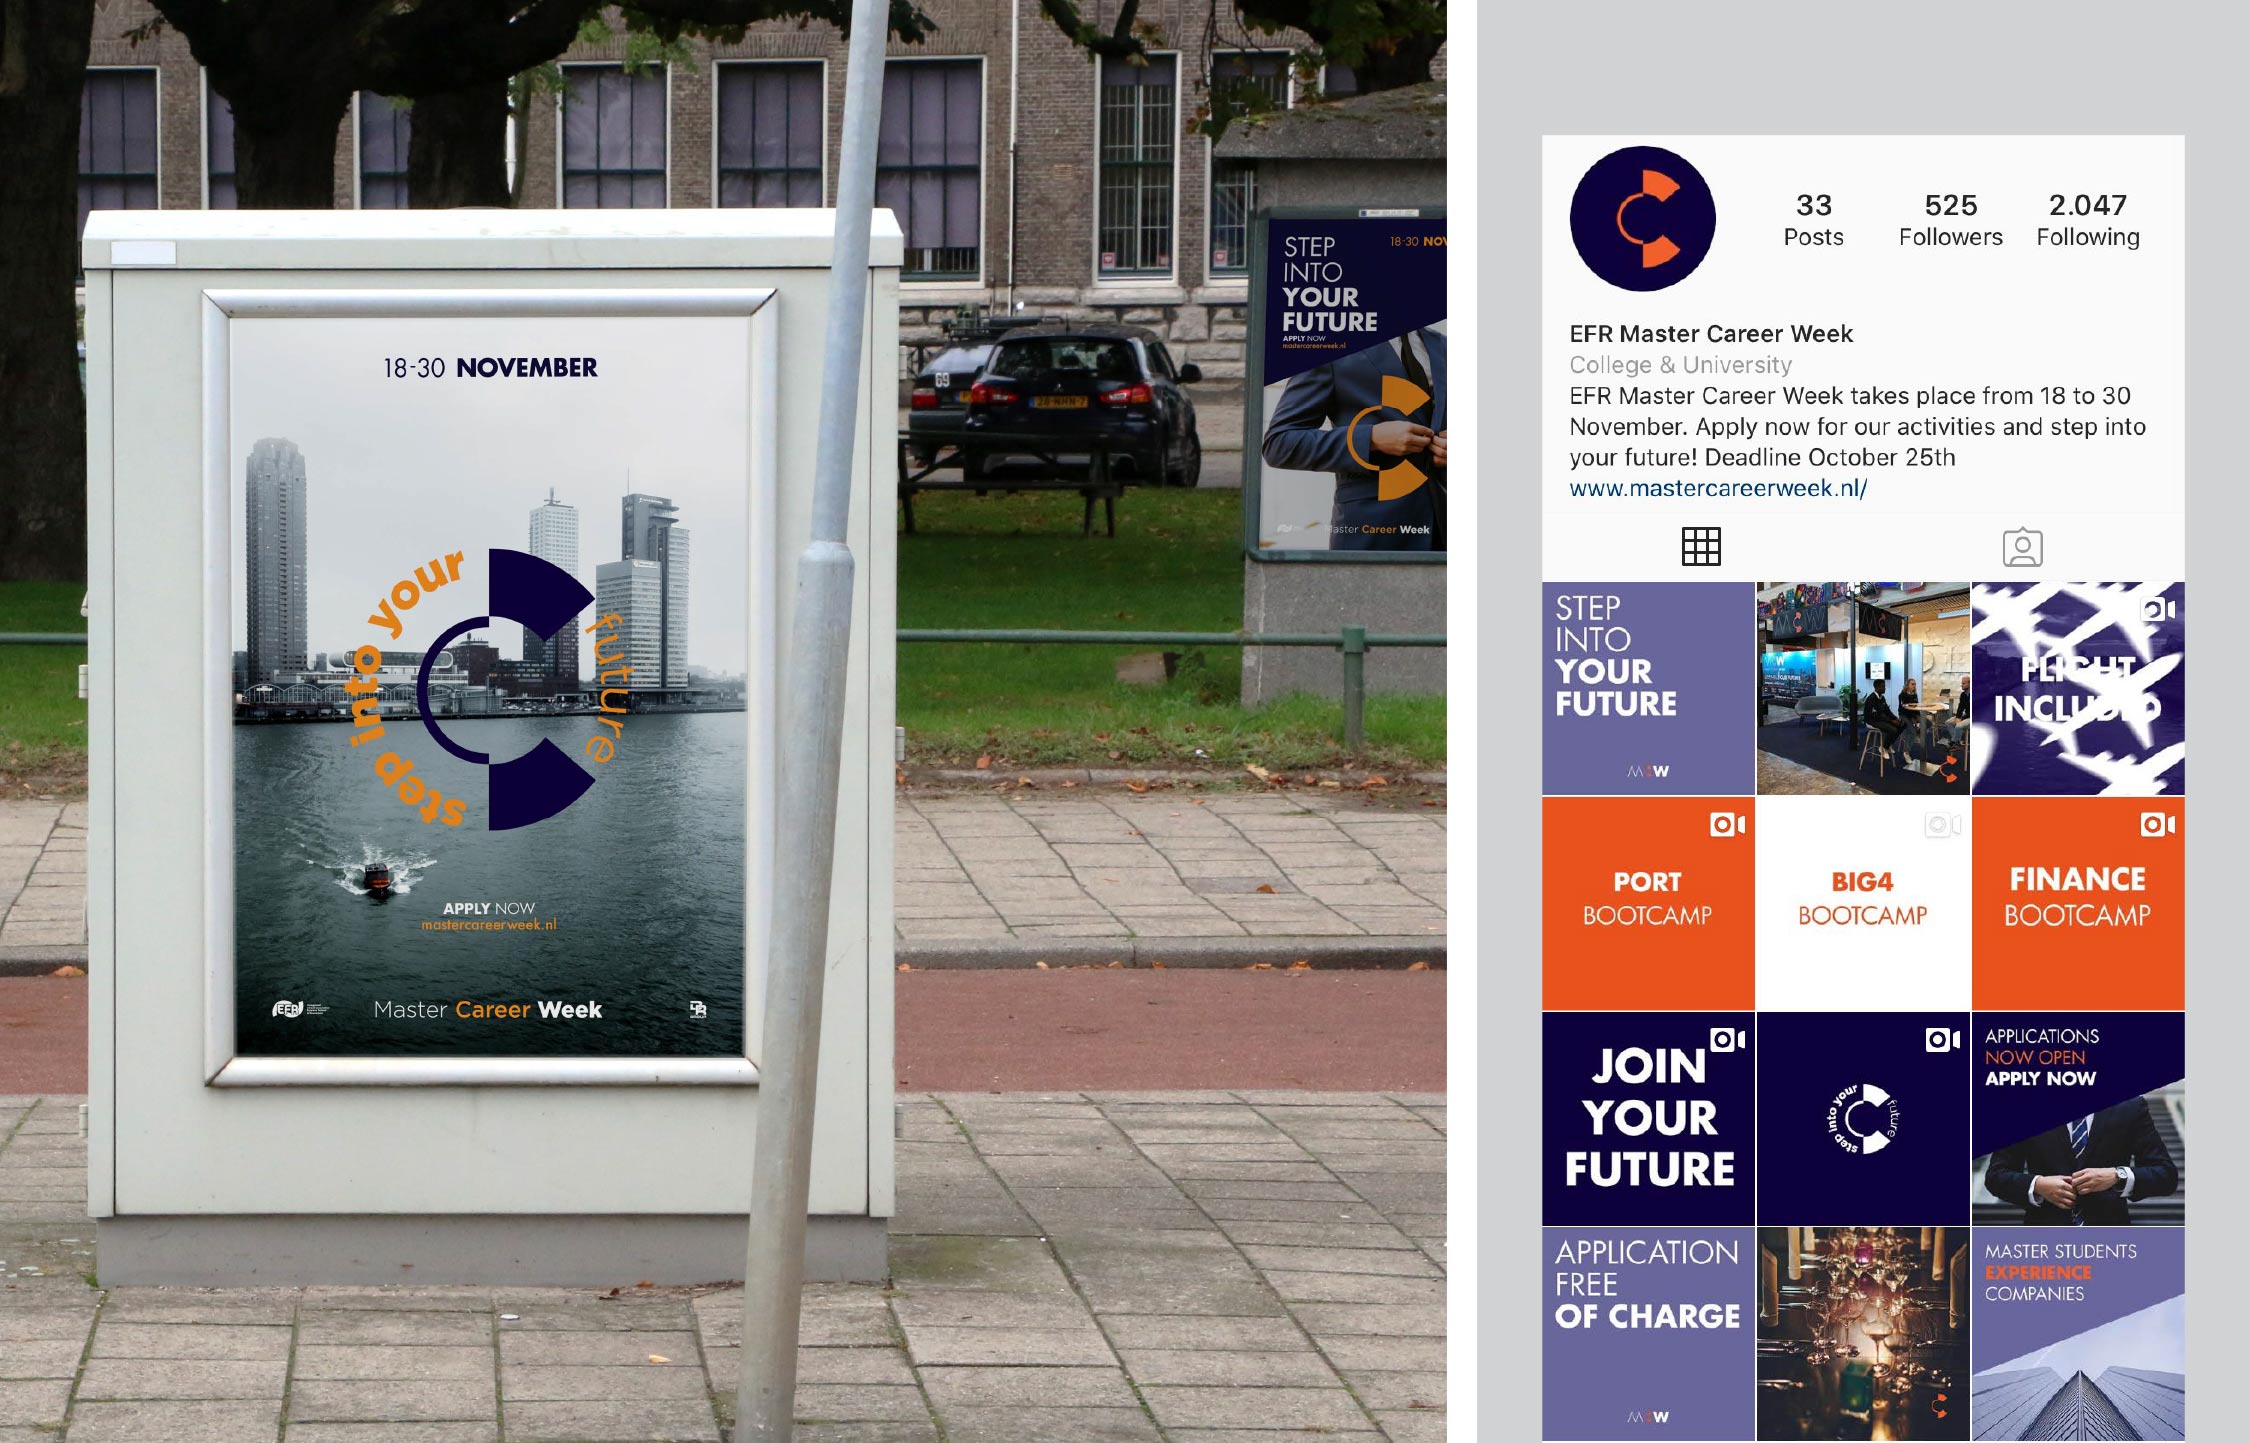 18-30 NOVEMBER
step into your future
APPLY NOW
mastercareerweek.nl
EFR
Master Career Week
STEP
INTO
YOUR
FUTURE
APPLY NOW
mastercareerweek.nl
18-30 NOV
Master Career Week
69
28-NHN-7
33
Posts
525
Followers
2.047
Following
EFR Master Career Week
College & University
EFR Master Career Week takes place from 18 to 30
November. Apply now for our activities and step into
your future! Deadline October 25th
www.mastercareerweek.nl/
STEP
INTO
YOUR
FUTURE
MCW
MCW
FLIGHT
INCLUDED
PORT
BOOTCAMP
BIG4
BOOTCAMP
FINANCE
BOOTCAMP
JOIN
YOUR
FUTURE
step into your future
APPLICATIONS
NOW OPEN
APPLY NOW
APPLICATION
FREE
OF CHARGE
MCW
MASTER STUDENTS
EXPERIENCE
COMPANIES